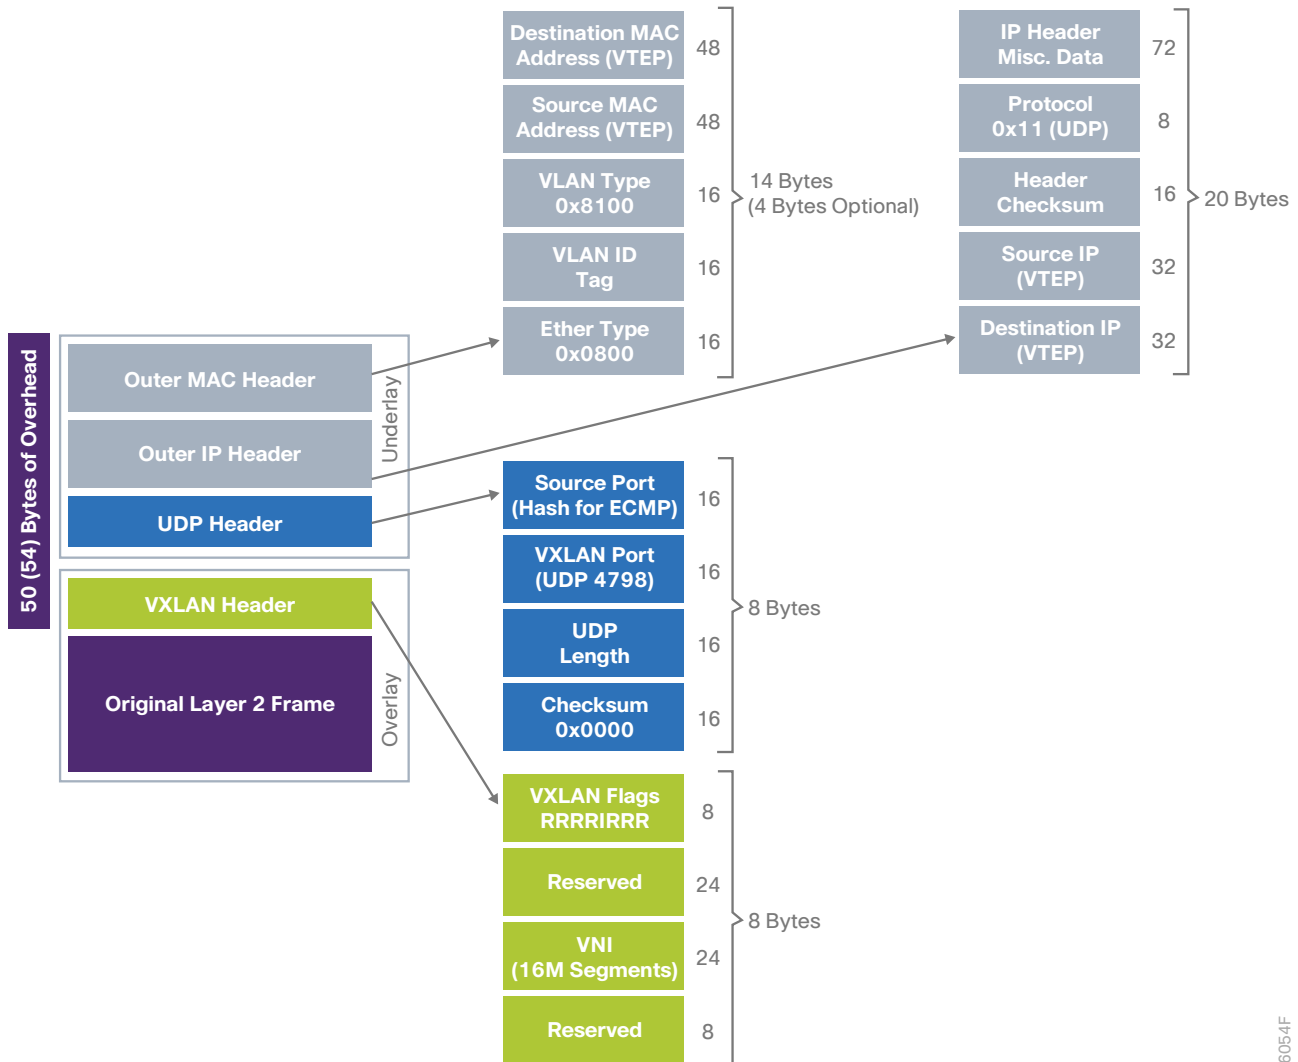 50 (54) Bytes of Overhead
Outer MAC Header
Outer IP Header
UDP Header
Underlay
VXLAN Header
Original Layer 2 Frame
Overlay
Destination MAC
Address (VTEP)
48
Source MAC
Address (VTEP)
48
VLAN Type
0x8100
16
VLAN ID
Tag
16
Ether Type
0x0800
16
14 Bytes
(4 Bytes Optional)
IP Header
Misc. Data
72
Protocol
0x11 (UDP)
8
Header
Checksum
16
Source IP
(VTEP)
32
Destination IP
(VTEP)
32
20 Bytes
Source Port
(Hash for ECMP)
16
VXLAN Port
(UDP 4798)
16
UDP
Length
16
Checksum
0x0000
16
8 Bytes
VXLAN Flags
RRRRIRRR
8
Reserved
24
VNI
(16M Segments)
24
Reserved
8
8 Bytes
6054F